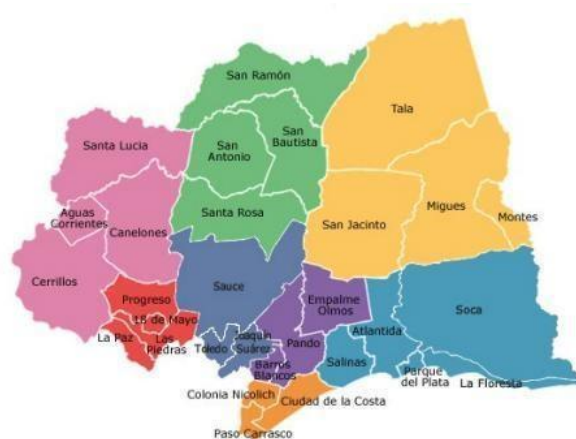 San Ramón
Tala
San
Antonio
San
Bautista
Santa Lucia
Santa Rosa
Aguas
Corrientes
Canelones
San Jacinto
Migues
Montes
Cerrillos
Sauce
Progreso
Empalme
Olmos
Soca
18 de Mayo
La Paz
Las
Piedras
Toledo
Joaquín
Suárez
Pando
Atlantida
Barros
Blancos
Salinas
Parque
del Plata
La Floresta
Colonia Nicolich
Ciudad de la Costa
Paso Carrasco